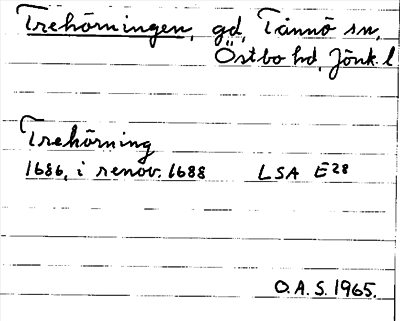 Trehörningen, gd, Tånnö sn,
Östbo hd, Jönk. l
Trehörning
1686, i renov. 1688 LSA E28
O.A.S. 1965.